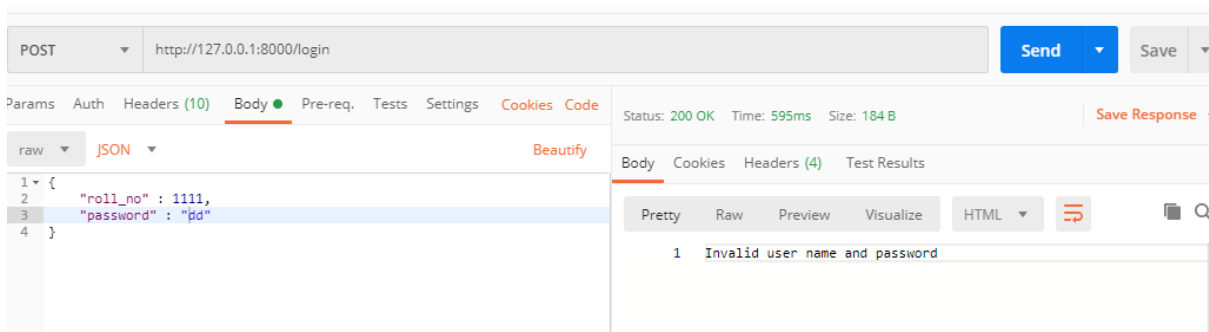 POST http://127.0.0.1:8000/login Send Save
Params Auth Headers (10) Body Pre-req. Tests Settings Cookies Code
raw JSON Beautify
1 {
2 "roll_no" : 1111,
3 "password" : "dd"
4 }
Status: 200 OK Time: 595ms Size: 184 B Save Response
Body Cookies Headers (4) Test Results
Pretty Raw Preview Visualize HTML
1 Invalid user name and password